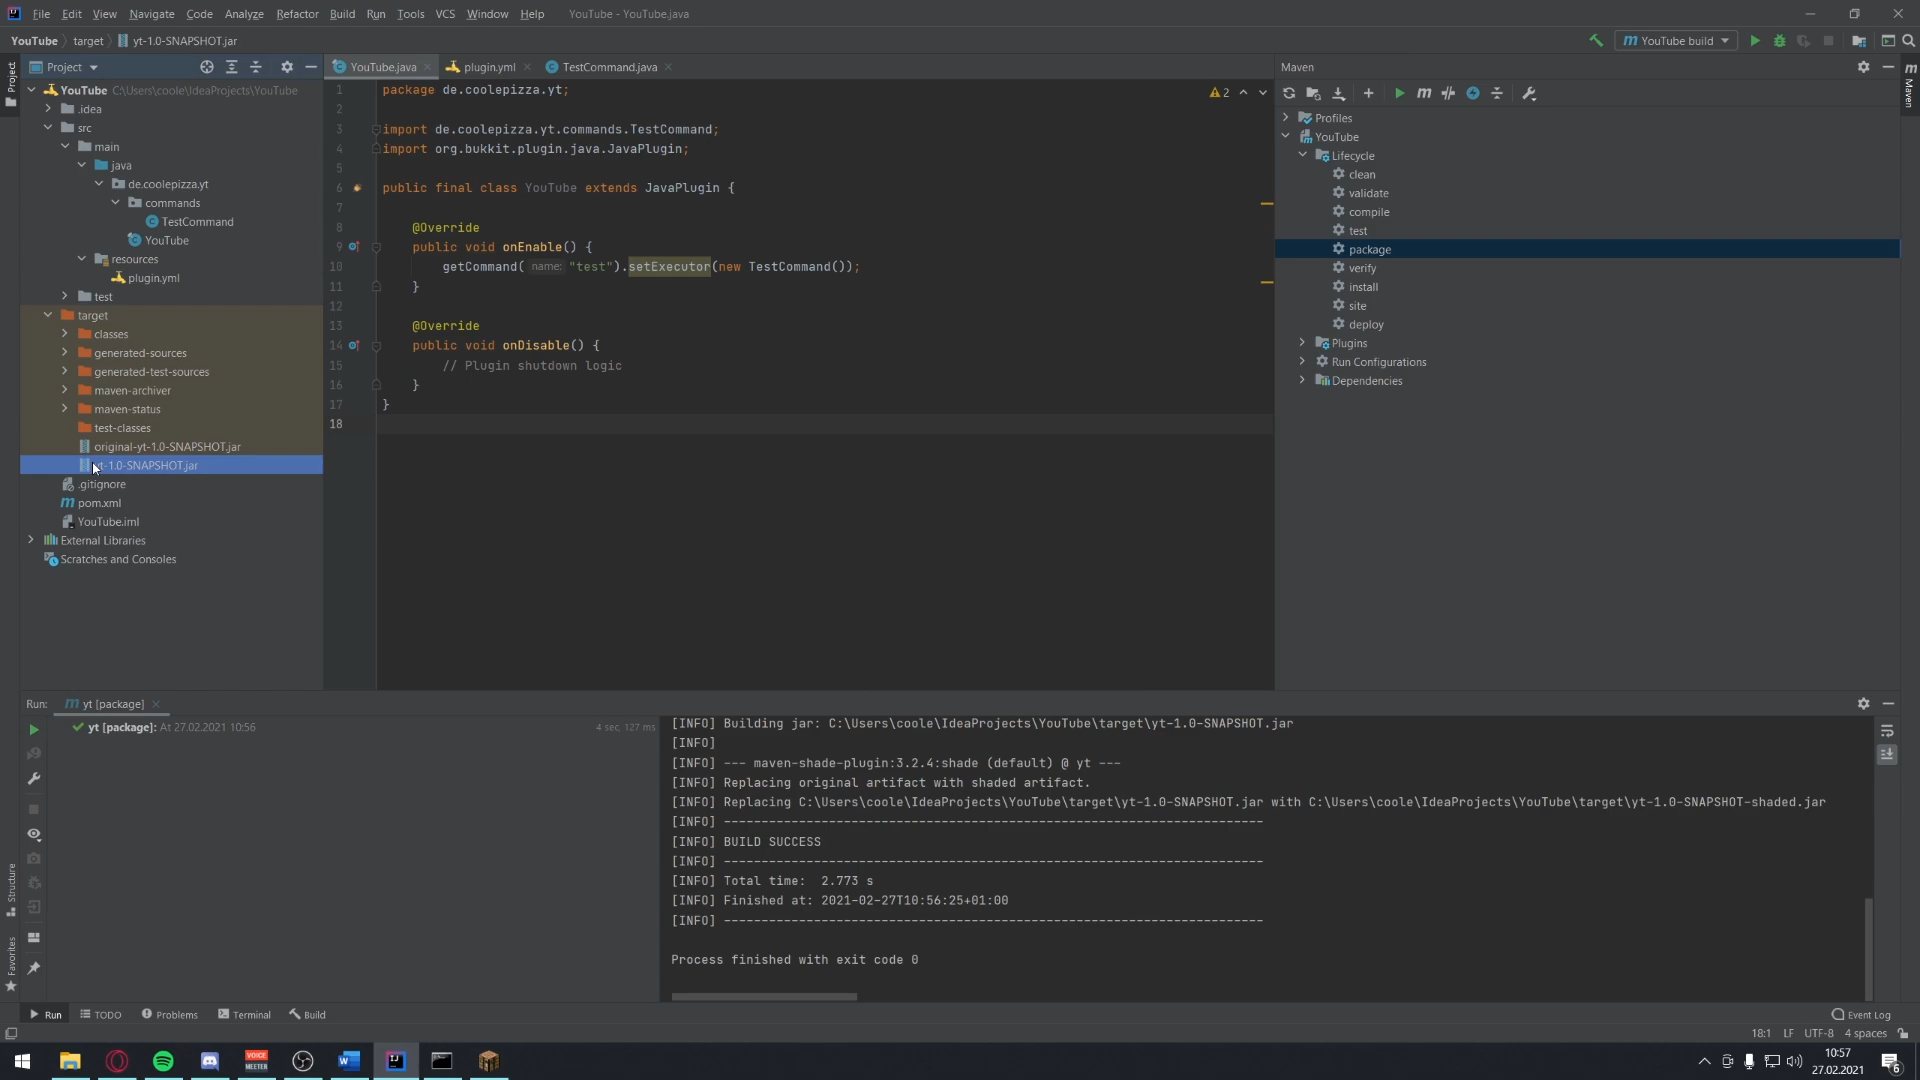 File Edit View Navigate Code Analyze Refactor Build Run Tools VCS Window Help YouTube - YouTube.java
YouTube target yt-1.0-SNAPSHOT.jar
YouTube build
Project
YouTube.java
plugin.yml
TestCommand.java
Maven
Project
Maven
YouTube C:\Users\coole\IdeaProjects\YouTube
.idea
src
main
java
de.coolepizza.yt
commands
TestCommand
YouTube
resources
plugin.yml
test
target
classes
generated-sources
generated-test-sources
maven-archiver
maven-status
test-classes
original-yt-1.0-SNAPSHOT.jar
yt-1.0-SNAPSHOT.jar
.gitignore
pom.xml
YouTube.iml
External Libraries
Scratches and Consoles
1 package de.coolepizza.yt;
2
3 import de.coolepizza.yt.commands.TestCommand;
4 import org.bukkit.plugin.java.JavaPlugin;
5
6 public final class YouTube extends JavaPlugin {
7
8 @Override
9 public void onEnable() {
10 getCommand( name: "test").setExecutor(new TestCommand());
11 }
12
13 @Override
14 public void onDisable() {
15 // Plugin shutdown logic
16 }
17 }
18
2
Profiles
YouTube
Lifecycle
clean
validate
compile
test
package
verify
install
site
deploy
Plugins
Run Configurations
Dependencies
Run: yt [package]
yt [package]: At 27.02.2021 10:56 4 sec, 127 ms
[INFO] Building jar: C:\Users\coole\IdeaProjects\YouTube\target\yt-1.0-SNAPSHOT.jar
[INFO]
[INFO] --- maven-shade-plugin:3.2.4:shade (default) @ yt ---
[INFO] Replacing original artifact with shaded artifact.
[INFO] Replacing C:\Users\coole\IdeaProjects\YouTube\target\yt-1.0-SNAPSHOT.jar with C:\Users\coole\IdeaProjects\YouTube\target\yt-1.0-SNAPSHOT-shaded.jar
[INFO] ------------------------------------------------------------------------
[INFO] BUILD SUCCESS
[INFO] ------------------------------------------------------------------------
[INFO] Total time:  2.773 s
[INFO] Finished at: 2021-02-27T10:56:25+01:00
[INFO] ------------------------------------------------------------------------
Process finished with exit code 0
Structure
Favorites
Run TODO Problems Terminal Build Event Log
18:1 LF UTF-8 4 spaces
VOICE
MEETER
10:57
27.02.2021
6